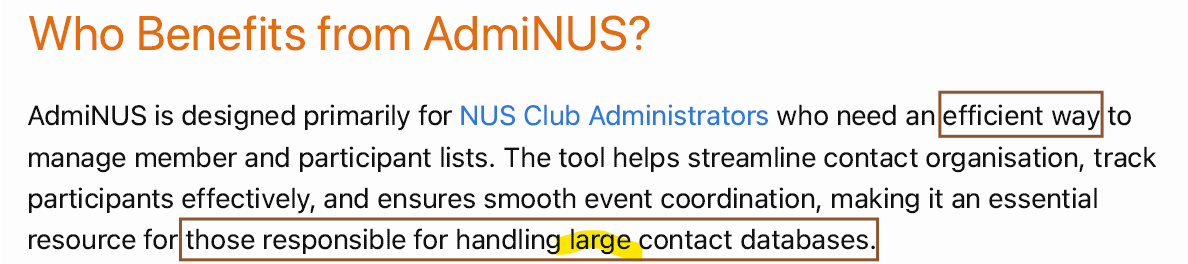 Who Benefits from AdmiNUS?
AdmiNUS is designed primarily for NUS Club Administrators who need an efficient way to
manage member and participant lists. The tool helps streamline contact organisation, track
participants effectively, and ensures smooth event coordination, making it an essential
resource for those responsible for handling large contact databases.